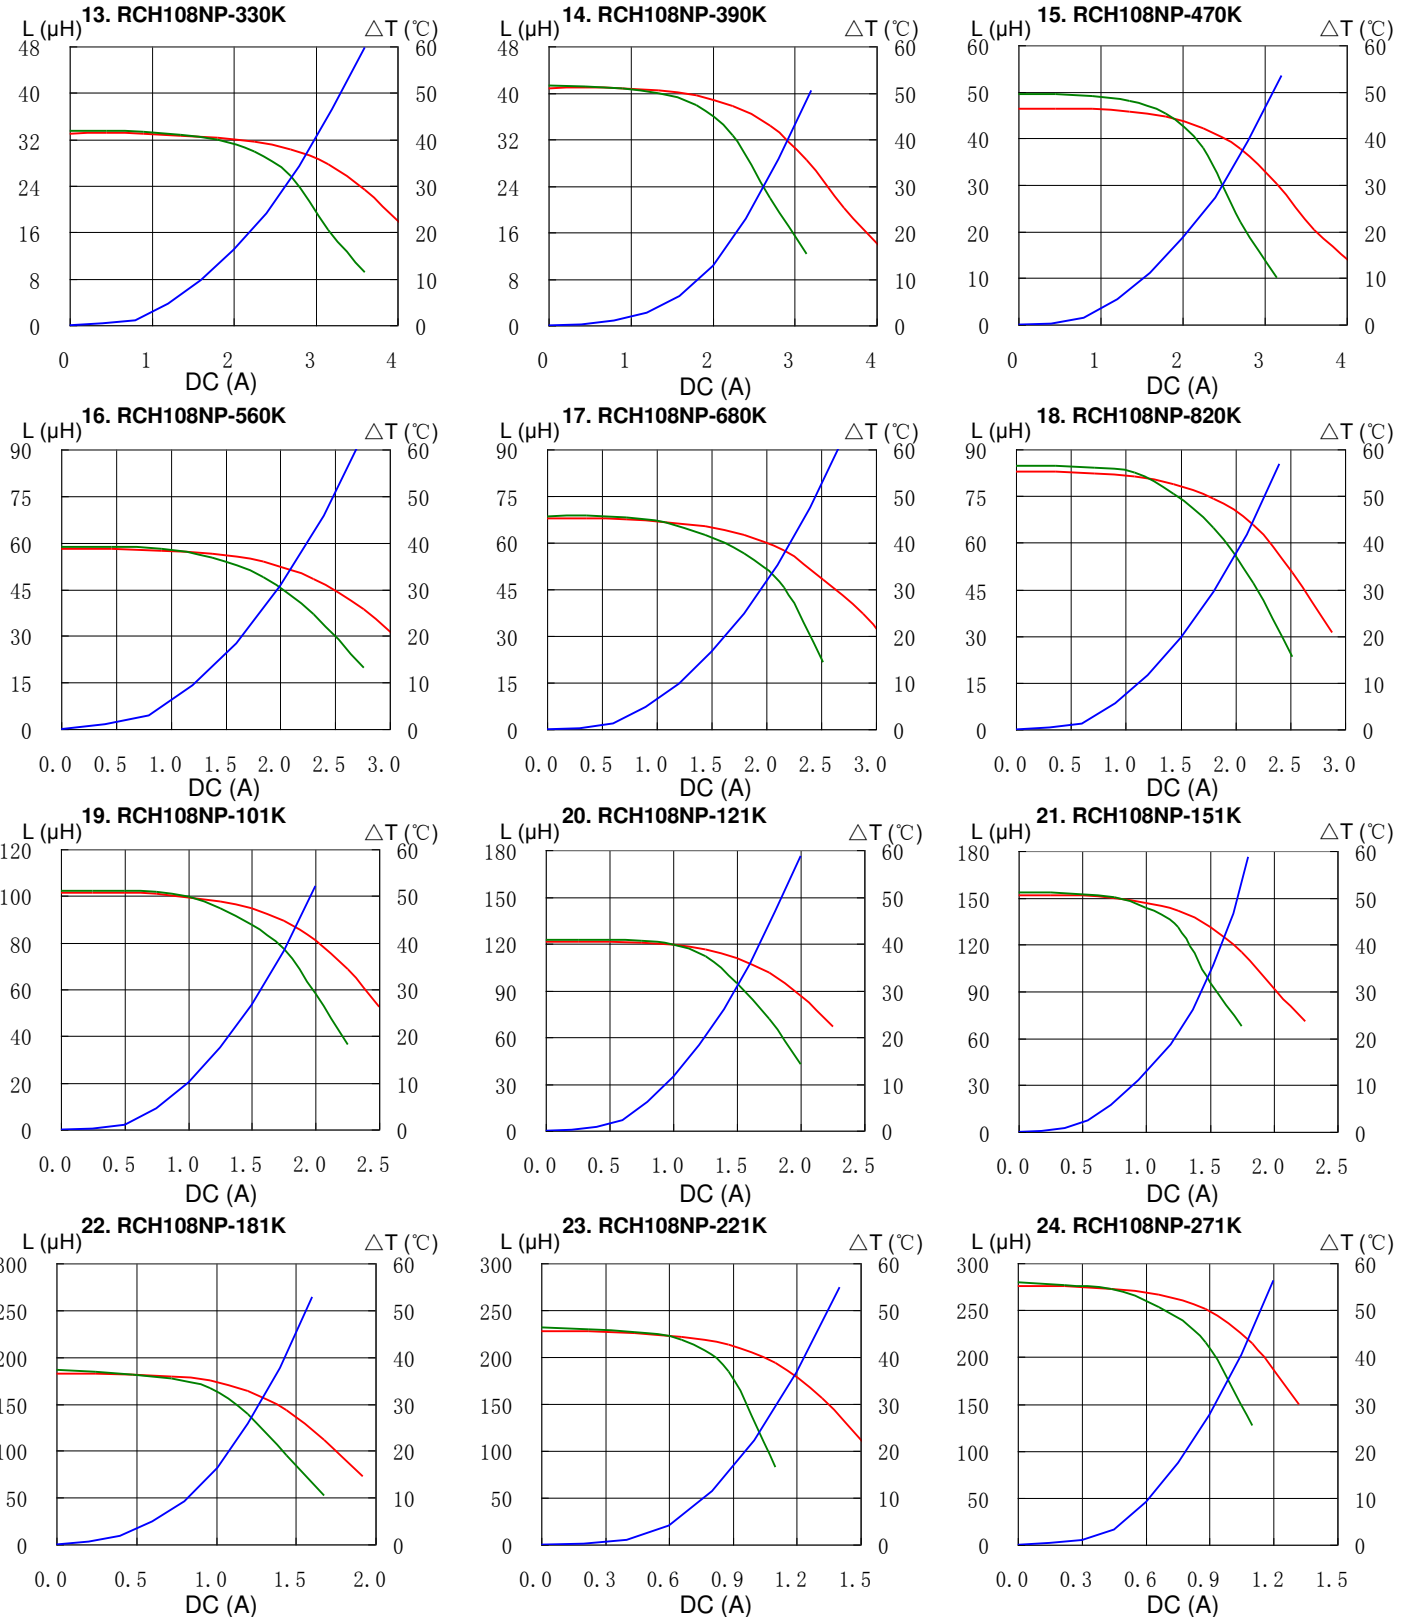 13. RCH108NP-330K
14. RCH108NP-390K
15. RCH108NP-470K
L (µH) △T (℃) L (µH) △T (℃) L (µH) △T (℃)
48 60 48 60 60 60
40 50 40 50 50 50
32 40 32 40 40 40
24 30 24 30 30 30
16 20 16 20 20 20
8 10 8 10 10 10
0 0 0 0 0 0
0 1 2 3 4 0 1 2 3 4 0 1 2 3 4
DC (A) DC (A) DC (A)
16. RCH108NP-560K
17. RCH108NP-680K
18. RCH108NP-820K
L (µH) △T (℃) L (µH) △T (℃) L (µH) △T (℃)
90 60 90 60 90 60
75 50 75 50 75 50
60 40 60 40 60 40
45 30 45 30 45 30
30 20 30 20 30 20
15 10 15 10 15 10
0 0 0 0 0 0
0.0 0.5 1.0 1.5 2.0 2.5 3.0 0.0 0.5 1.0 1.5 2.0 2.5 3.0 0.0 0.5 1.0 1.5 2.0 2.5 3.0
DC (A) DC (A) DC (A)
19. RCH108NP-101K
20. RCH108NP-121K
21. RCH108NP-151K
L (µH) △T (℃) L (µH) △T (℃) L (µH) △T (℃)
120 60 180 60 180 60
100 50 150 50 150 50
80 40 120 40 120 40
60 30 90 30 90 30
40 20 60 20 60 20
20 10 30 10 30 10
0 0 0 0 0 0
0.0 0.5 1.0 1.5 2.0 2.5 0.0 0.5 1.0 1.5 2.0 2.5 0.0 0.5 1.0 1.5 2.0 2.5
DC (A) DC (A) DC (A)
22. RCH108NP-181K
23. RCH108NP-221K
24. RCH108NP-271K
L (µH) △T (℃) L (µH) △T (℃) L (µH) △T (℃)
300 60 300 60 300 60
250 50 250 50 250 50
200 40 200 40 200 40
150 30 150 30 150 30
100 20 100 20 100 20
50 10 50 10 50 10
0 0 0 0 0 0
0.0 0.5 1.0 1.5 2.0 0.0 0.3 0.6 0.9 1.2 1.5 0.0 0.3 0.6 0.9 1.2 1.5
DC (A) DC (A) DC (A)